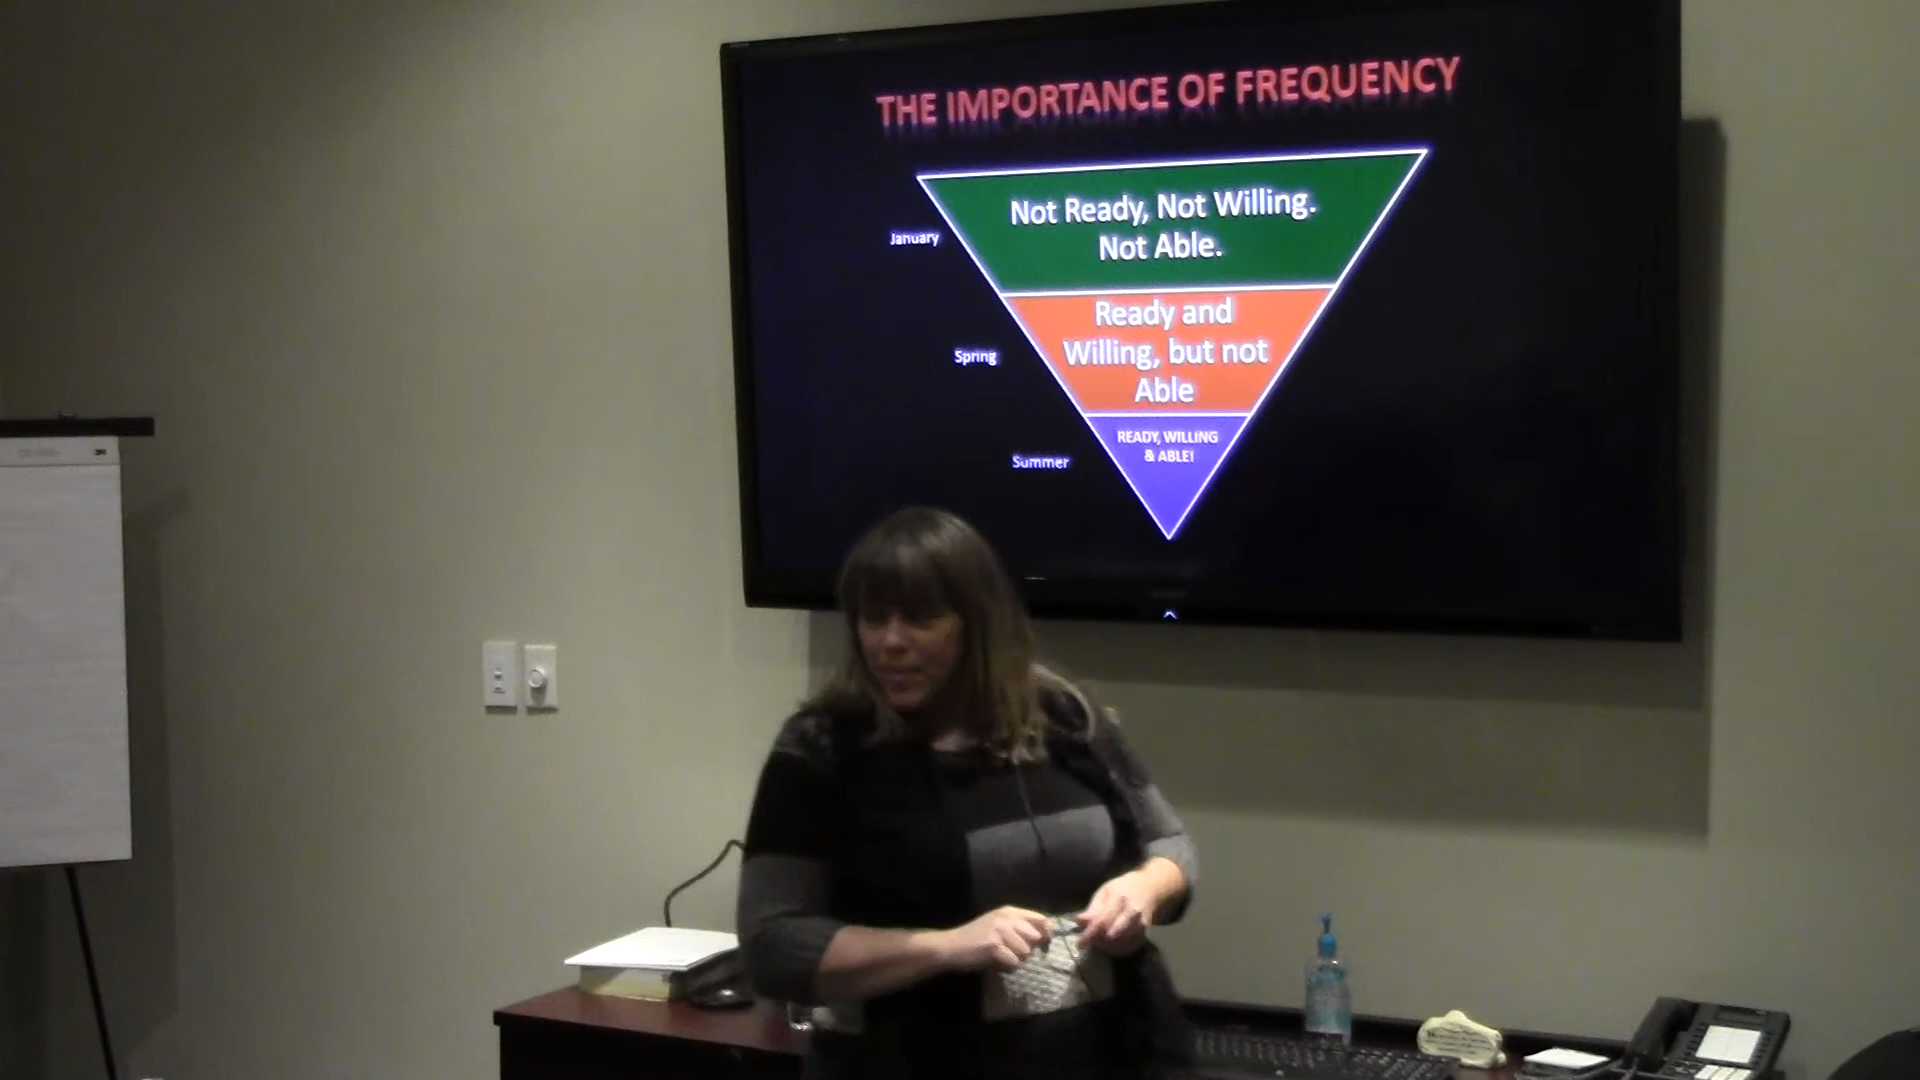 THE IMPORTANCE OF FREQUENCY
Not Ready, Not Willing.
Not Able.
January
Ready and
Willing, but not
Able
Spring
READY, WILLING
& ABLE!
Summer